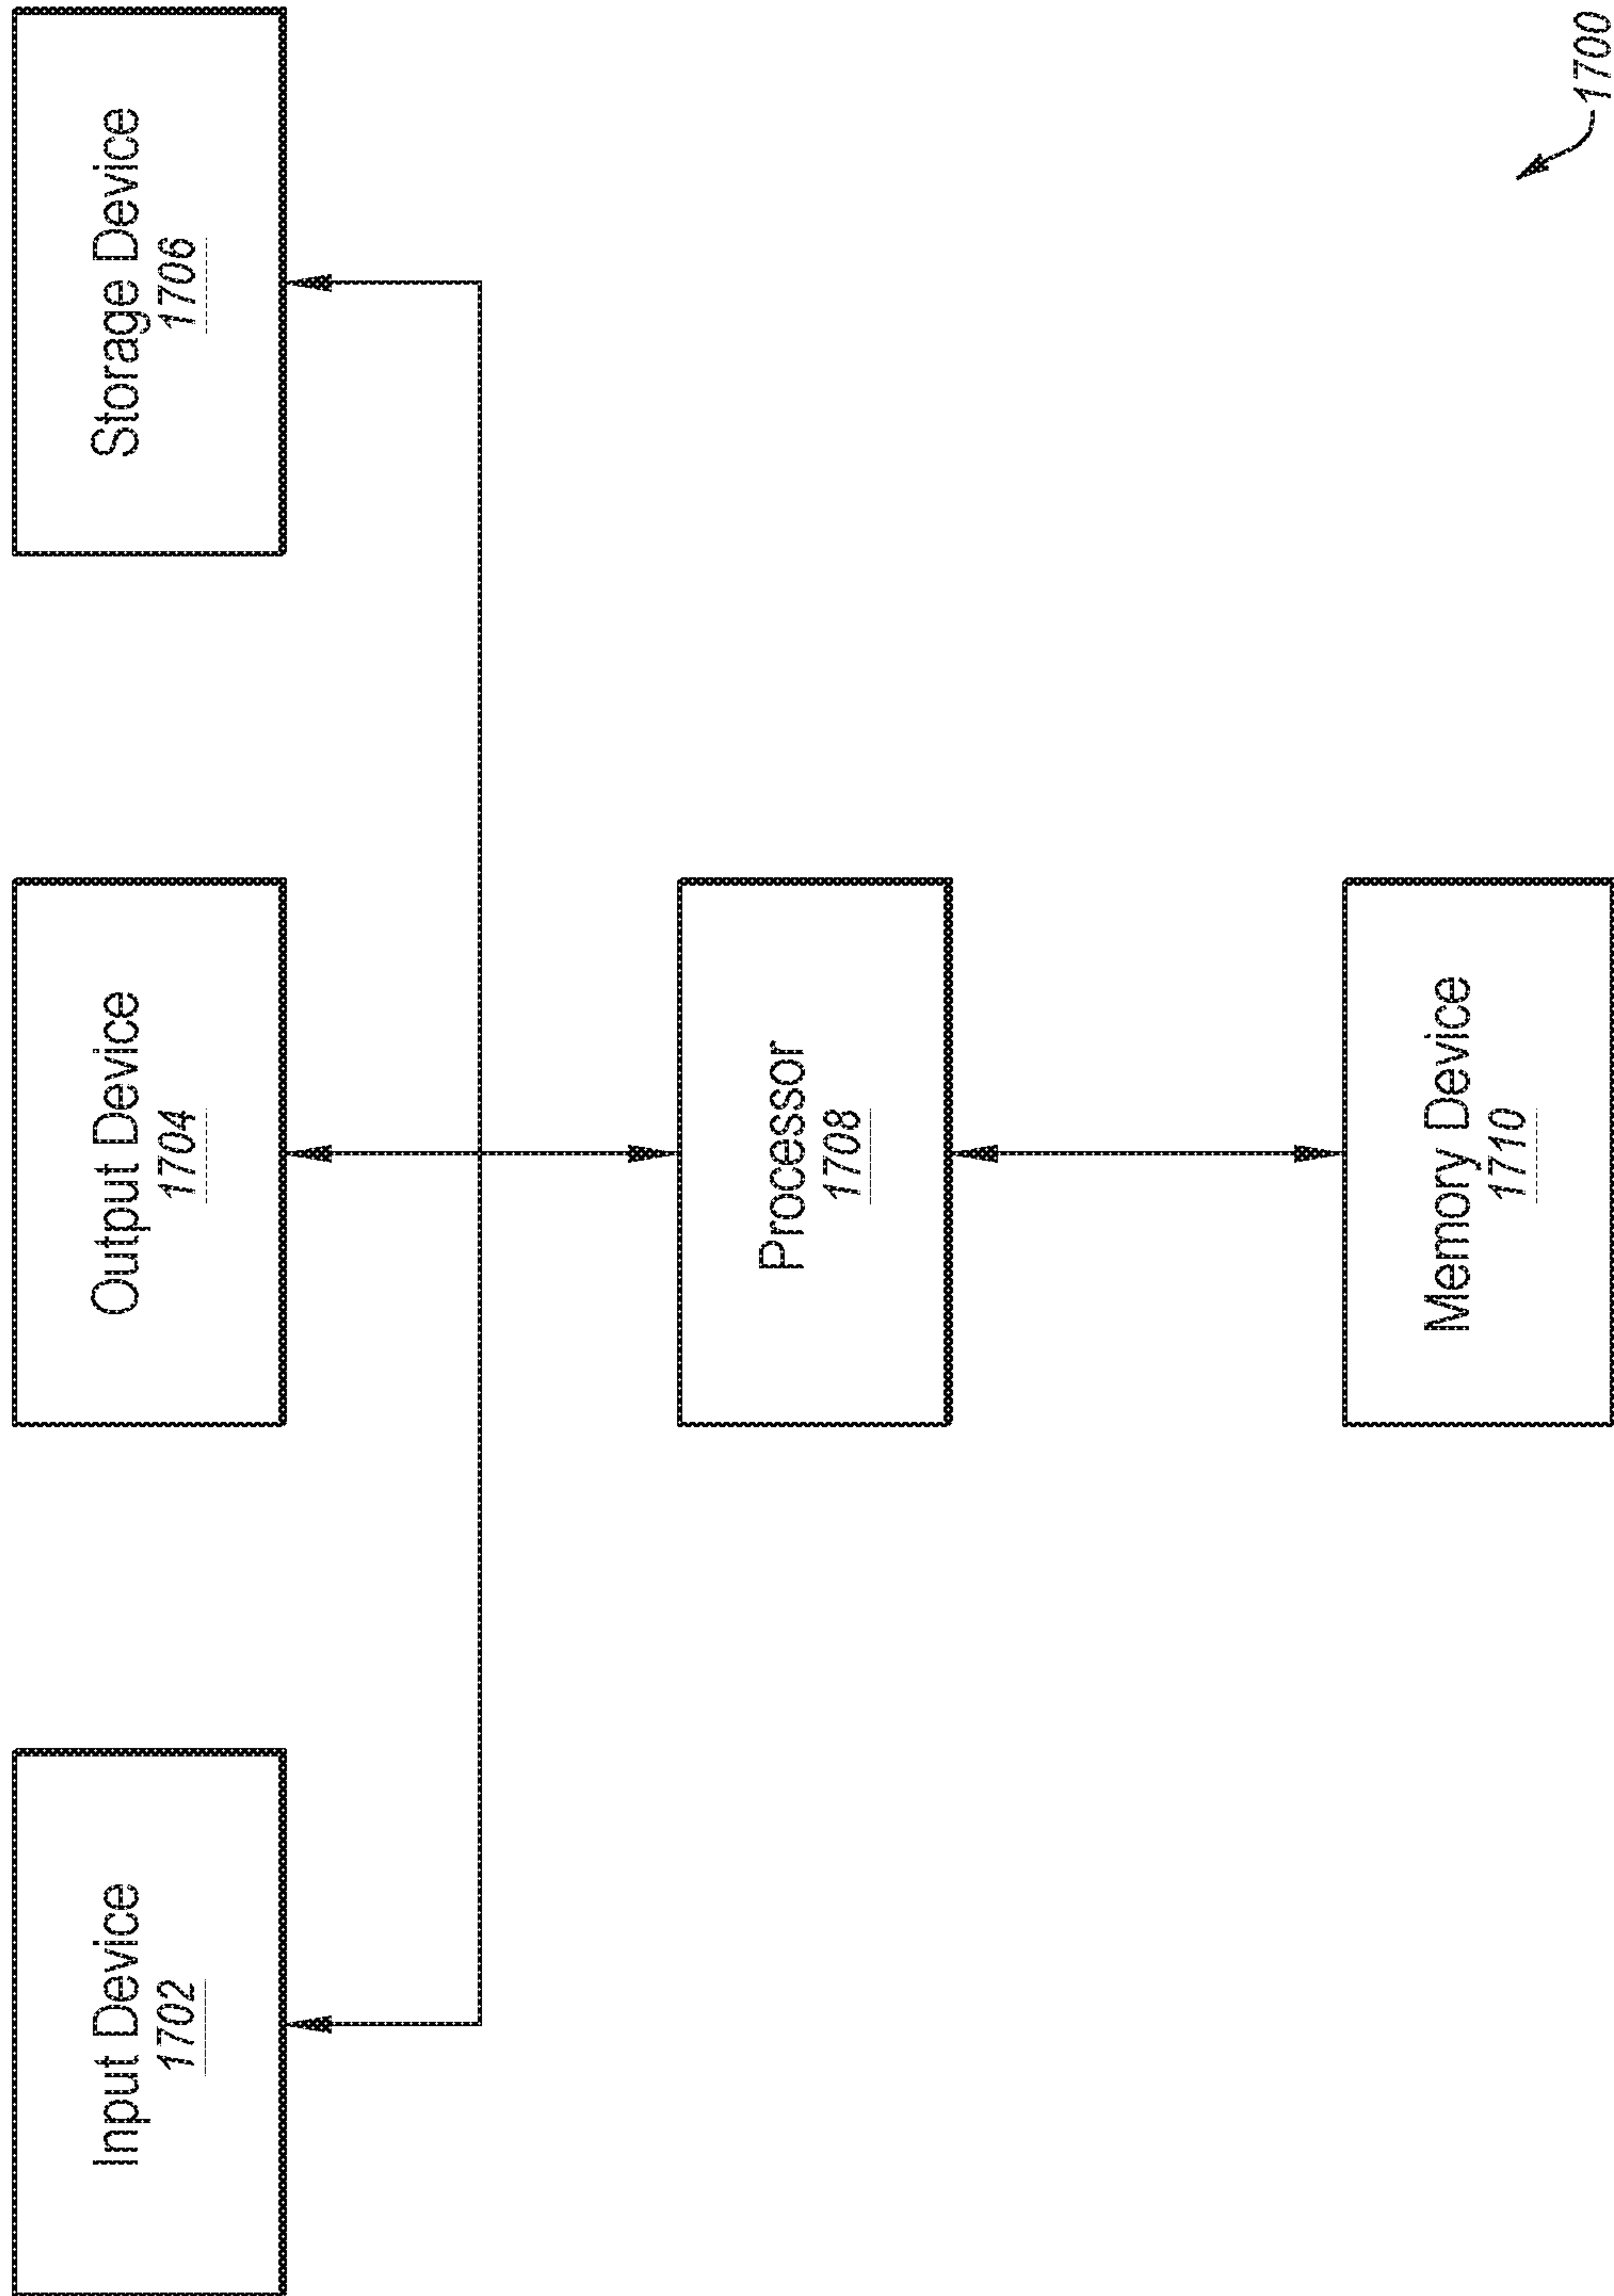 Input Device
1702
Output Device
1704
Storage Device
1706
Processor
1708
Memory Device
1710
1700